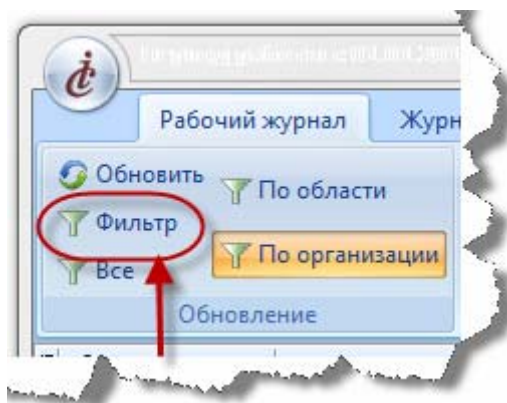 Рабочий журнал Журн
Обновить По области
Фильтр
Все По организации
Обновление